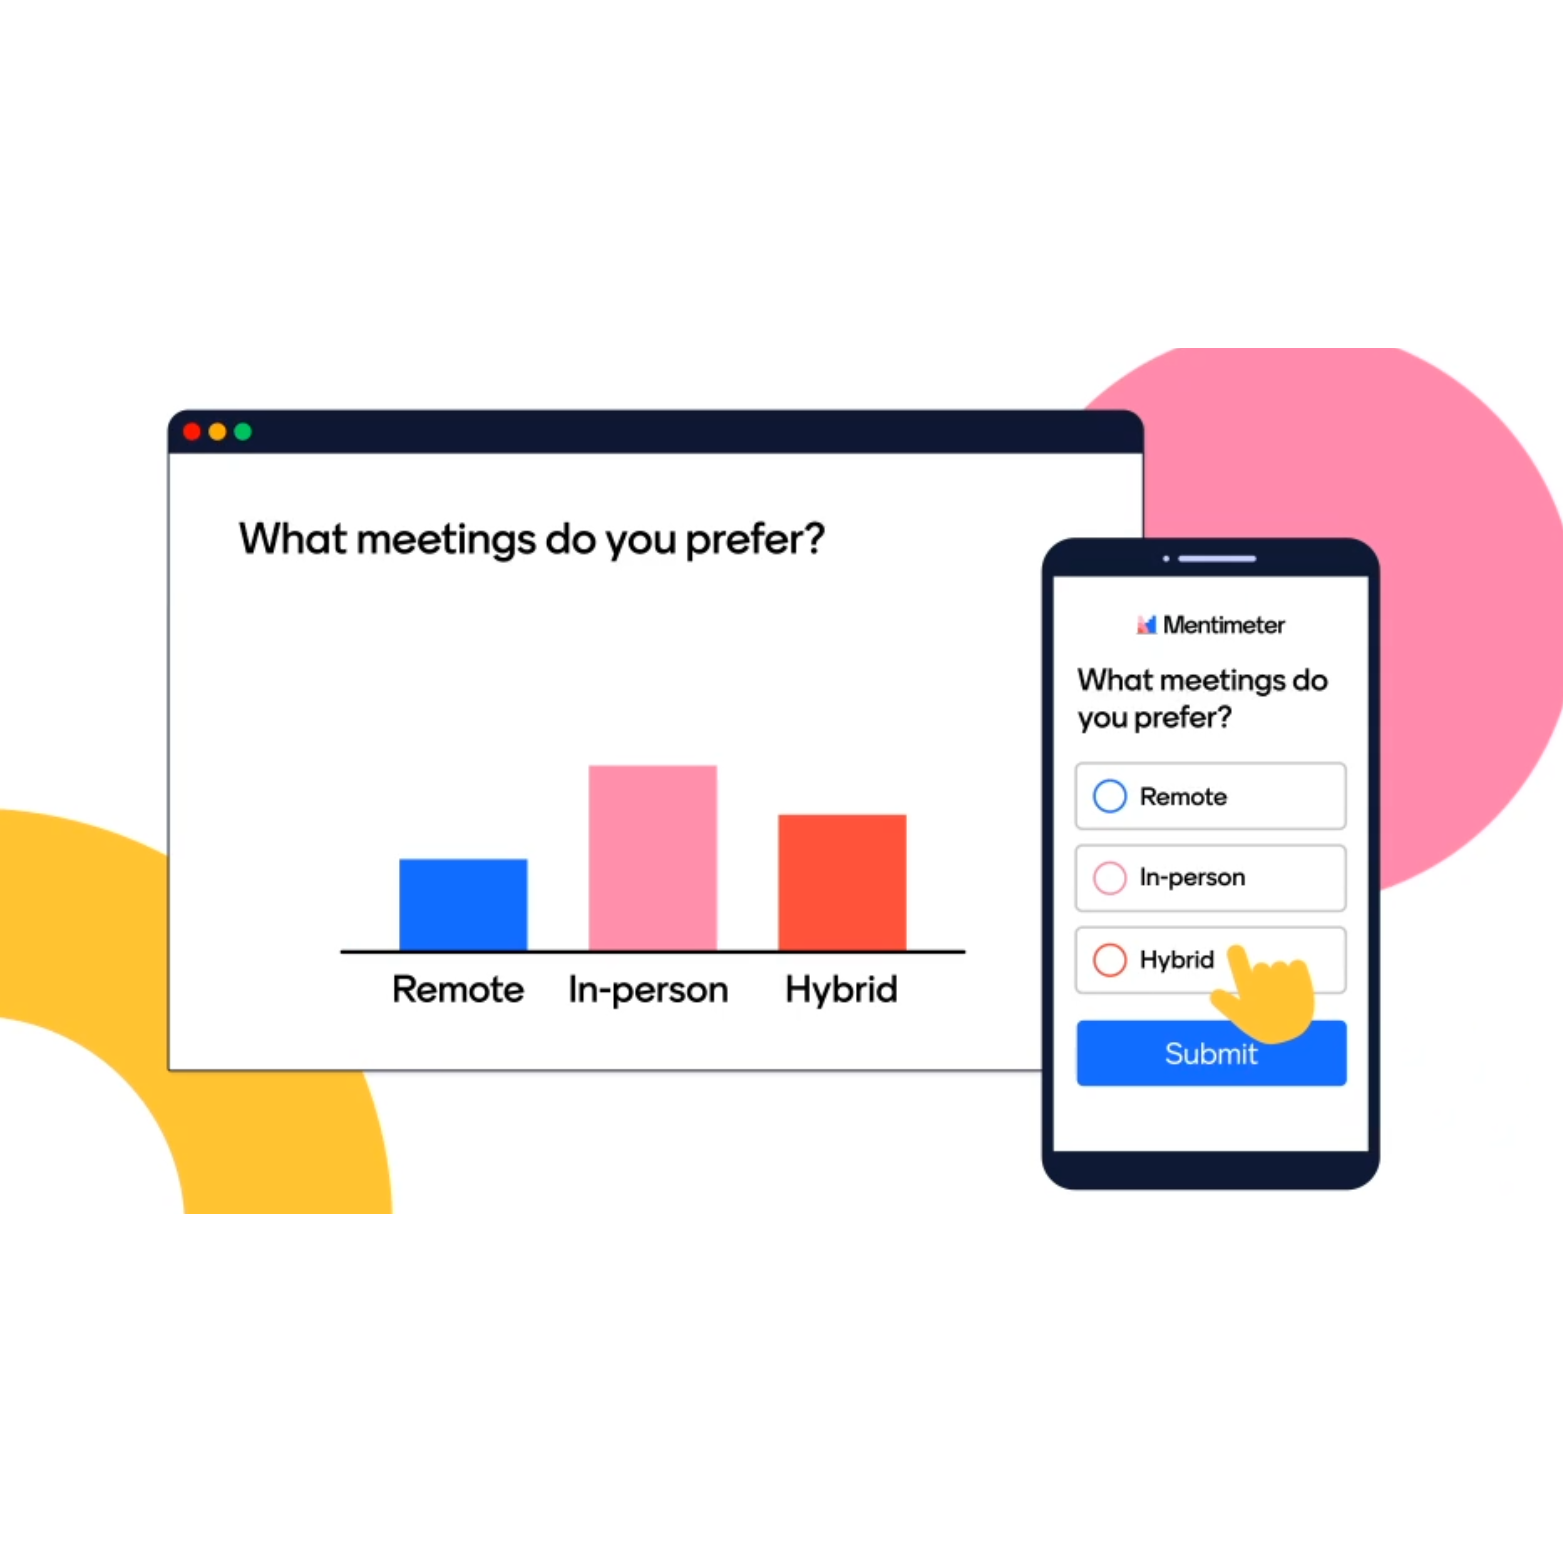 What meetings do you prefer?
Remote In-person Hybrid
Mentimeter
What meetings do
you prefer?
Remote
In-person
Hybrid
Submit